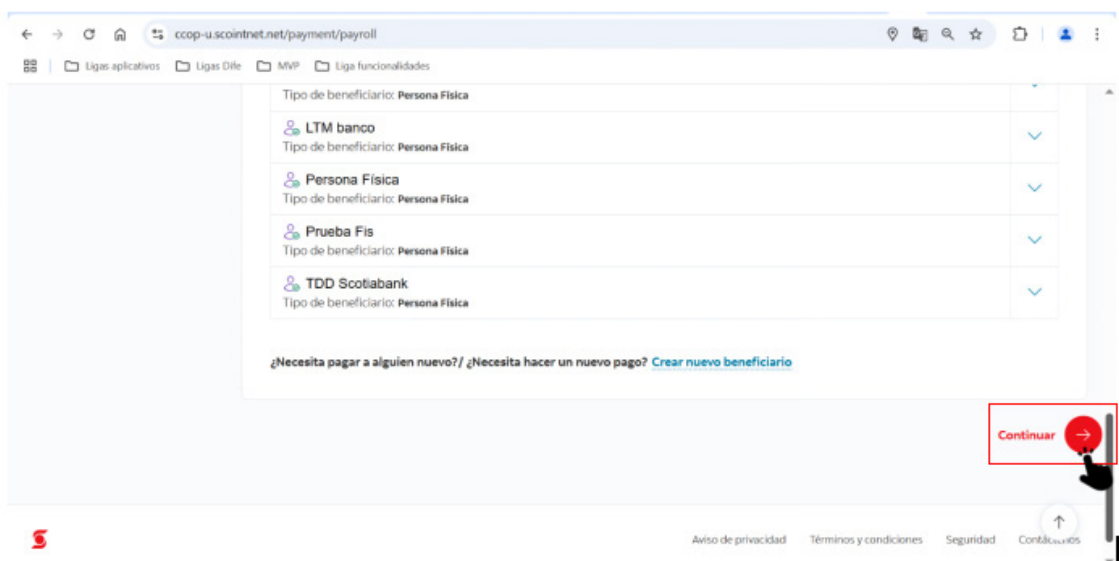 ccop-u.scointnet.net/payment/payroll
Ligas aplicativos Ligas Dife MVP Liga funcionalidades
Tipo de beneficiario: Persona Física
LTM banco
Tipo de beneficiario: Persona Física
Persona Física
Tipo de beneficiario: Persona Física
Prueba Fis
Tipo de beneficiario: Persona Física
TDD Scotiabank
Tipo de beneficiario: Persona Física
¿Necesita pagar a alguien nuevo?/ ¿Necesita hacer un nuevo pago? Crear nuevo beneficiario
Continuar
Aviso de privacidad Términos y condiciones Seguridad